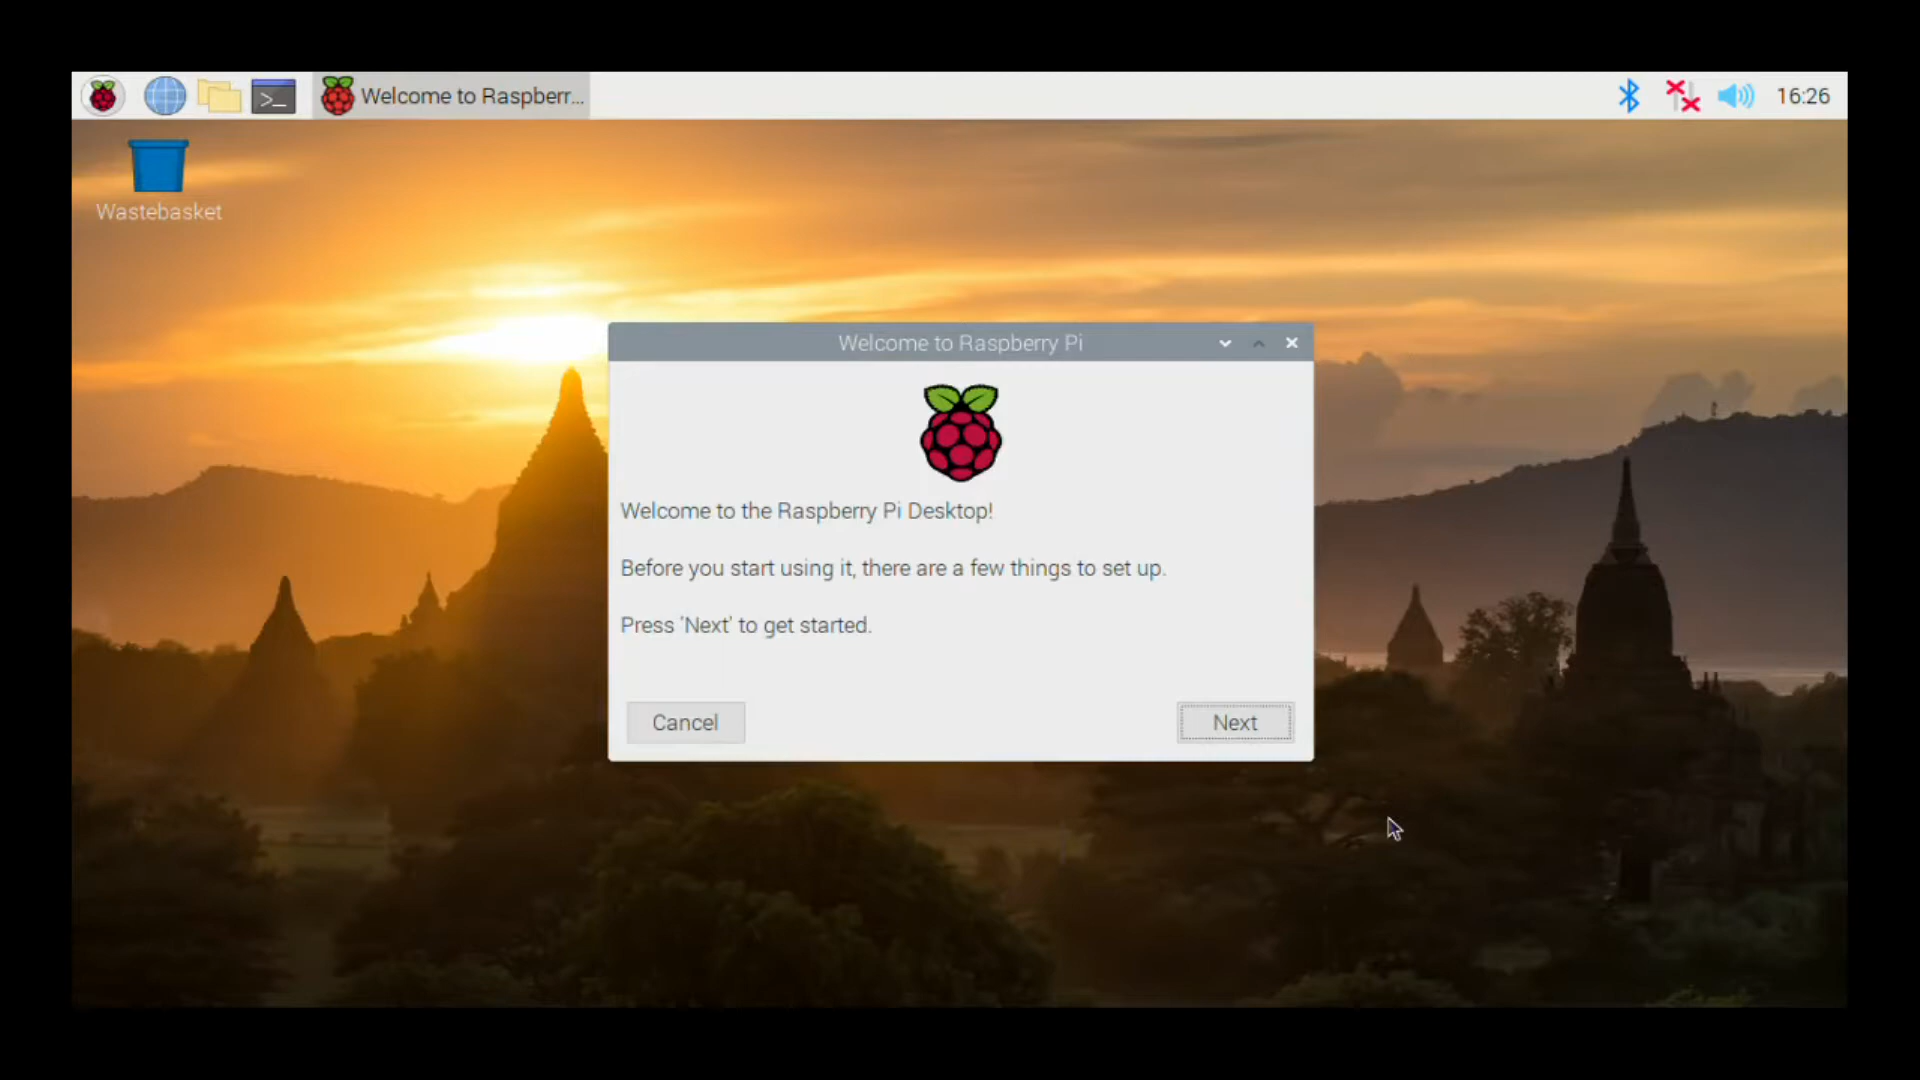 Welcome to Raspberr...
16:26
Wastebasket
Welcome to Raspberry Pi
Welcome to the Raspberry Pi Desktop!
Before you start using it, there are a few things to set up.
Press 'Next' to get started.
Cancel
Next